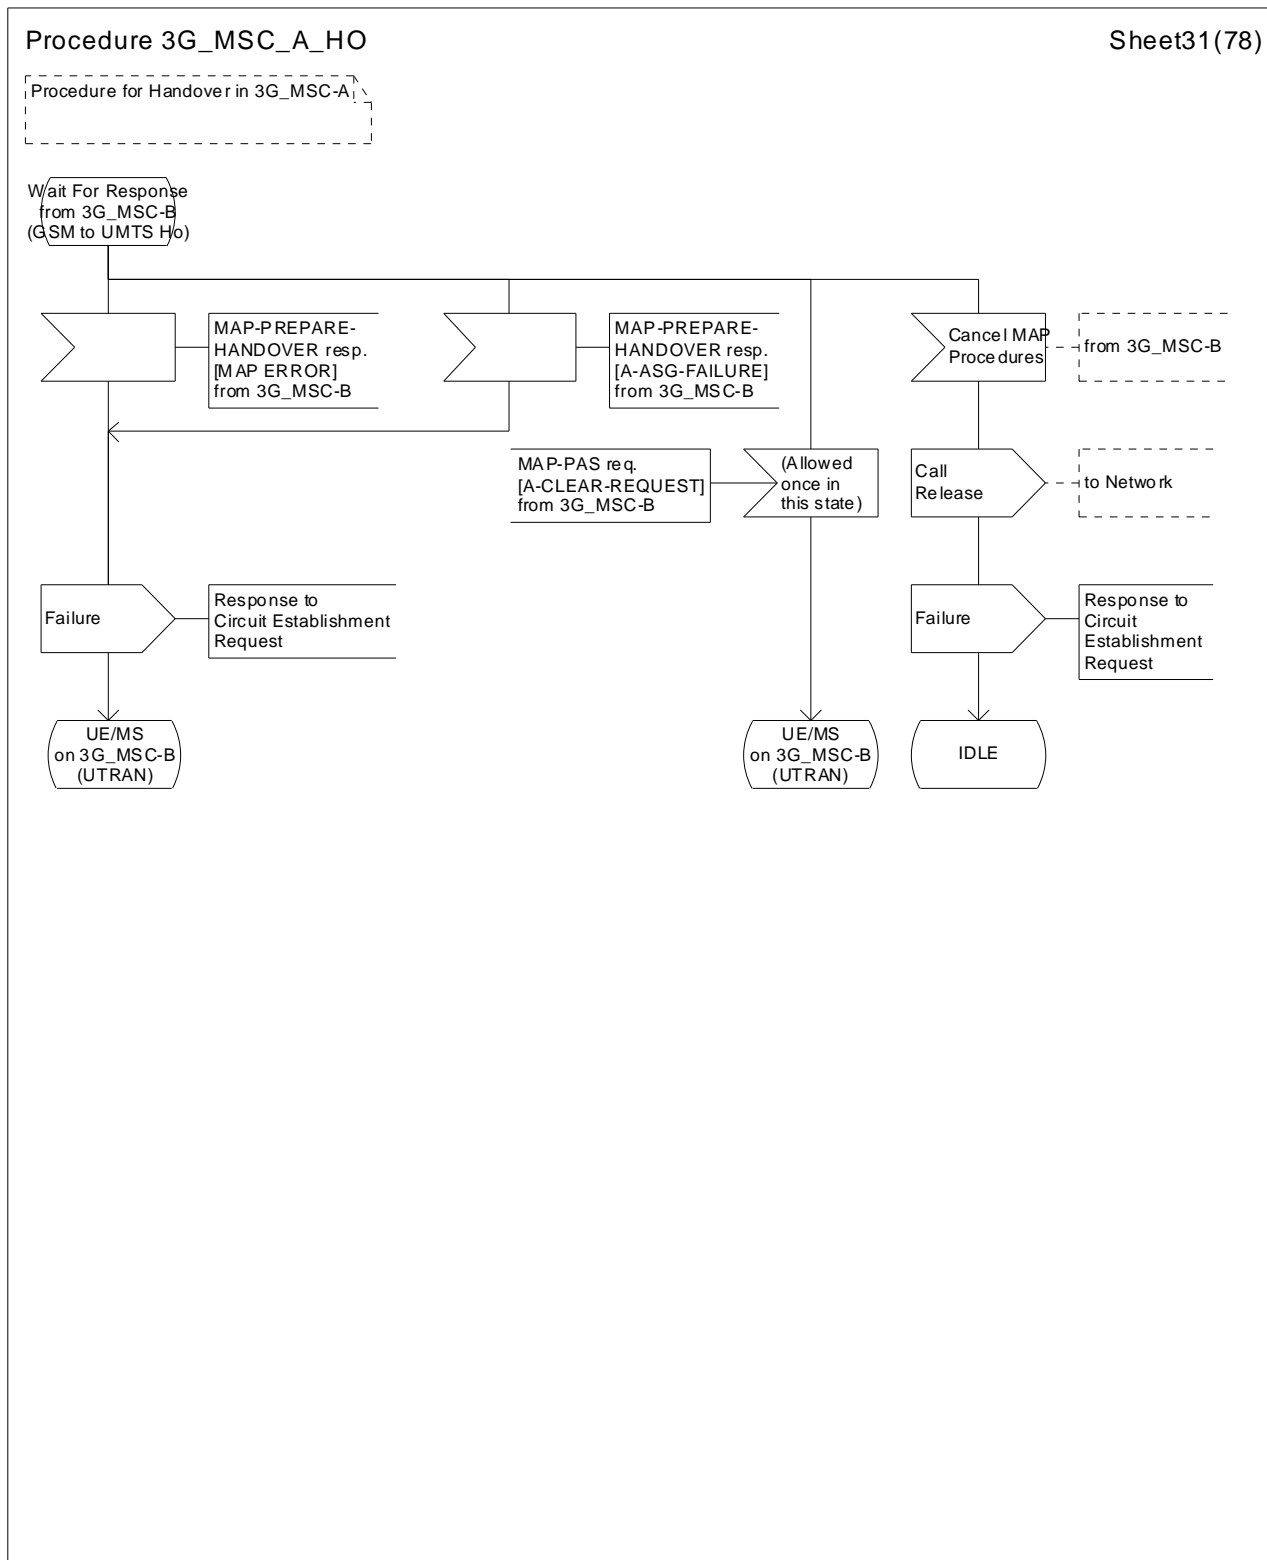 Procedure 3G_MSC_A_HO
Sheet31(78)
Procedure for Handover in 3G_MSC-A
Wait For Response
from 3G_MSC-B
(GSM to UMTS Ho)
MAP-PREPARE-
HANDOVER resp.
[MAP ERROR]
from 3G_MSC-B
MAP-PREPARE-
HANDOVER resp.
[A-ASG-FAILURE]
from 3G_MSC-B
Cancel MAP
Procedures
from 3G_MSC-B
MAP-PAS req.
[A-CLEAR-REQUEST]
from 3G_MSC-B
(Allowed
once in
this state)
Call
Release
to Network
Failure
Response to
Circuit Establishment
Request
Failure
Response to
Circuit
Establishment
Request
UE/MS
on 3G_MSC-B
(UTRAN)
UE/MS
on 3G_MSC-B
(UTRAN)
IDLE